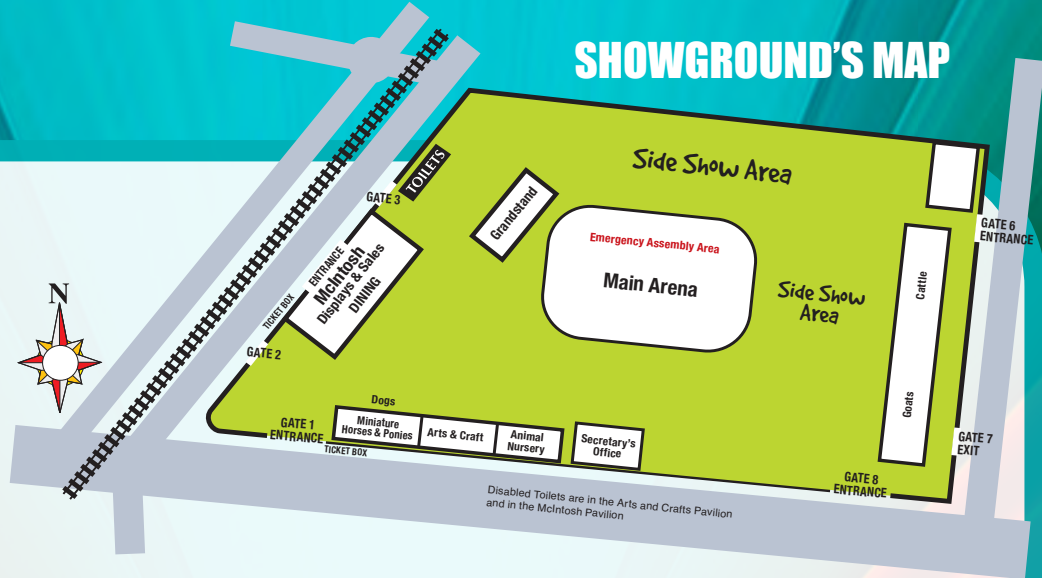 SHOWGROUND'S MAP
Side Show Area
TOILETS
GATE 3
Grandstand
GATE 6
ENTRANCE
Emergency Assembly Area
Main Arena
ENTRANCE
McIntosh
Displays & Sales
DINING
TICKET BOX
Cattle
Side Show
Area
N
GATE 2
Goats
Dogs
GATE 1
ENTRANCE
Miniature
Horses & Ponies
Arts & Craft
Animal
Nursery
Secretary's
Office
TICKET BOX
GATE 7
EXIT
GATE 8
ENTRANCE
Disabled Toilets are in the Arts and Crafts Pavilion
and in the McIntosh Pavilion